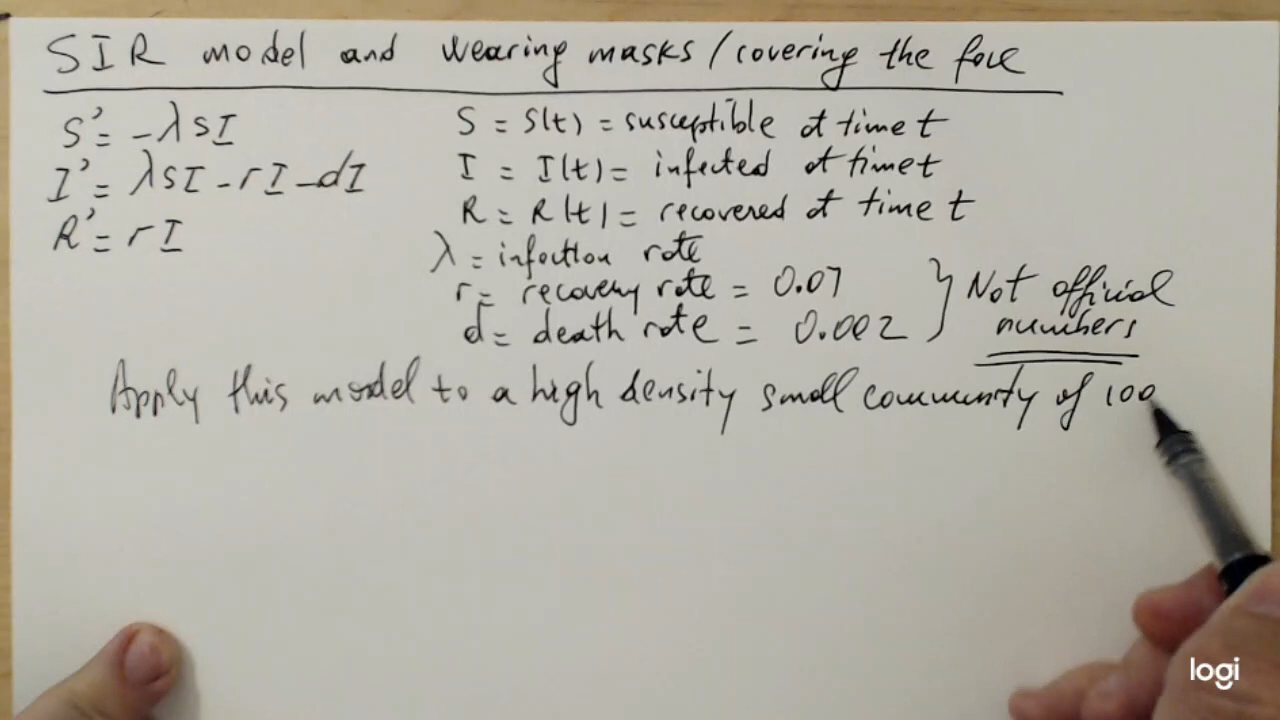 SIR model and wearing masks / covering the face
S' = -λSI
I' = λSI - rI - dI
R' = rI
S = S(t) = susceptible at time t
I = I(t) = infected at time t
R = R(t) = recovered at time t
λ = infection rate
r = recovery rate = 0.07
d = death rate = 0.002
} Not official
numbers
Apply this model to a high density small community of 100
logi